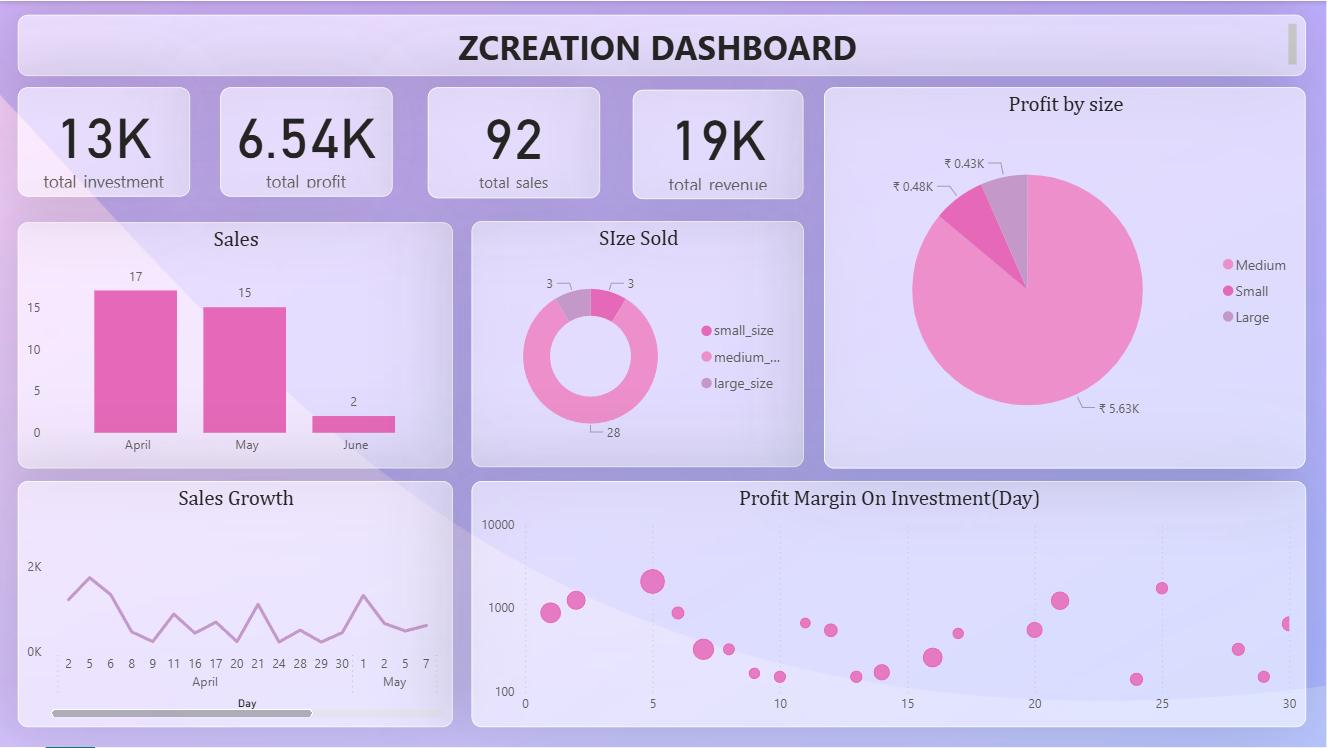 ZCREATION DASHBOARD
13K
total investment
6.54K
total profit
92
total sales
19K
total revenue
Profit by size
₹ 0.43K
₹ 0.48K
₹ 5.63K
Medium
Small
Large
Sales
17
15
2
15
10
5
0
April May June
SIze Sold
3 3
28
small_size
medium_...
large_size
Sales Growth
2K
0K
2 5 6 8 9 11 16 17 20 21 24 28 29 30 1 2 5 7
April May
Day
Profit Margin On Investment(Day)
10000
1000
100
0 5 10 15 20 25 30